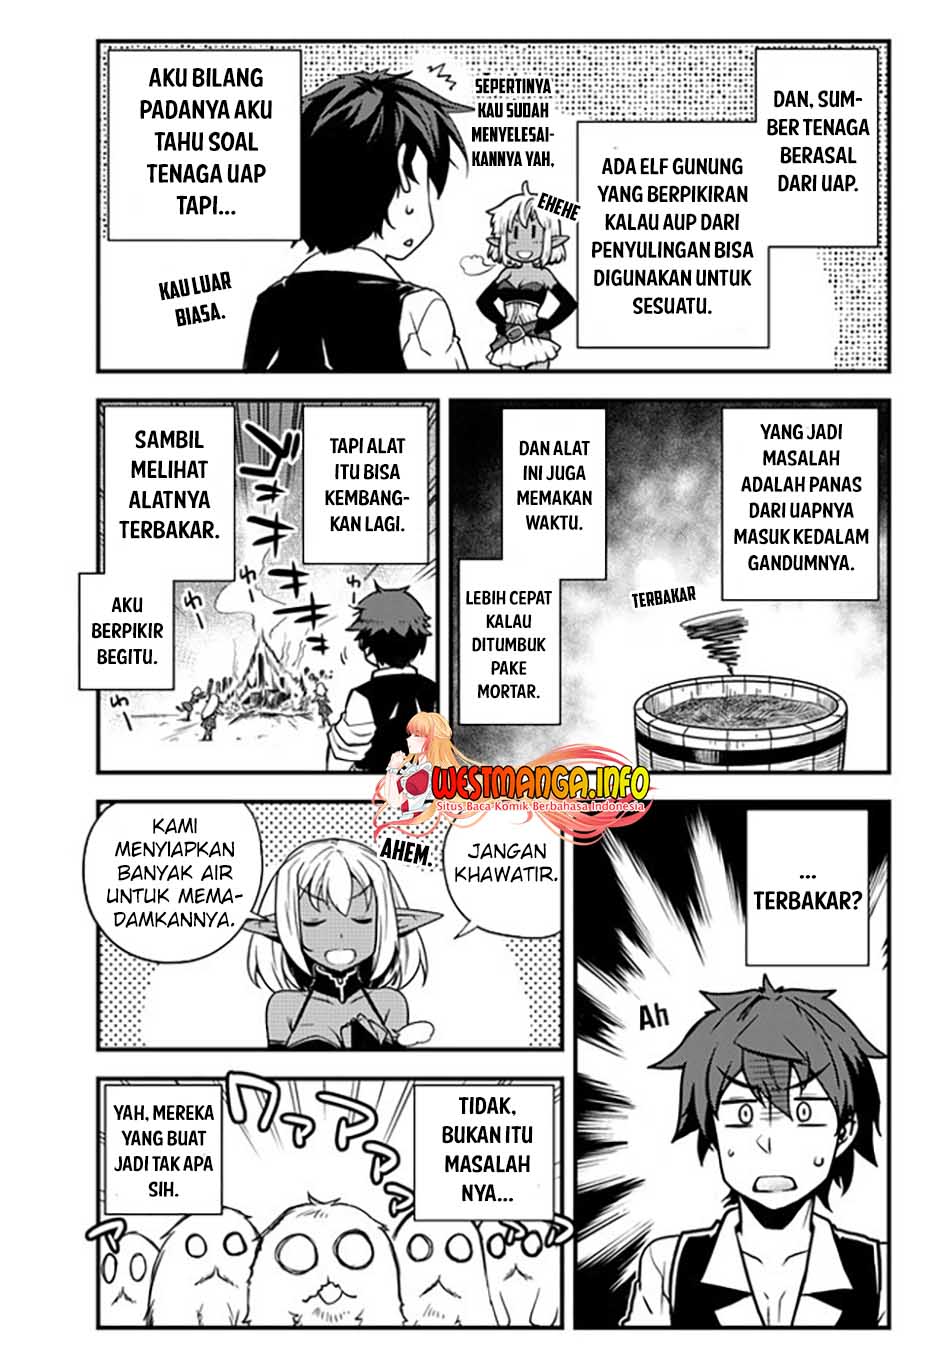 DAN, SUM-
BER TENAGA
BERASAL
DARI UAP.
ADA ELF GUNUNG
YANG BERPIKIRAN
KALAU AUP DARI
PENYULINGAN BISA
DIGUNAKAN UNTUK
SESUATU.
SEPERTINYA
KAU SUDAH
MENYELESAI-
KANNYA YAH,
EHEHE
AKU BILANG
PADANYA AKU
TAHU SOAL
TENAGA UAP
TAPI...
KAU LUAR
BIASA.
YANG JADI
MASALAH
ADALAH PANAS
DARI UAPNYA
MASUK KEDALAM
GANDUMNYA.
TERBAKAR
DAN ALAT
INI JUGA
MEMAKAN
WAKTU.
LEBIH CEPAT
KALAU
DITUMBUK
PAKE
MORTAR.
TAPI ALAT
ITU BISA
KEMBANG-
KAN LAGI.
SAMBIL
MELIHAT
ALATNYA
TERBAKAR.
AKU
BERPIKIR
BEGITU.
WESTMANGA.INFO
Situs Baca Komik Berbahasa Indonesia
...
TERBAKAR?
Ah
JANGAN
KHAWATIR.
AHEM.
KAMI
MENYIAPKAN
BANYAK AIR
UNTUK MEMA-
DAMKANNYA.
TIDAK,
BUKAN ITU
MASALAH
NYA...
YAH, MEREKA
YANG BUAT
JADI TAK APA
SIH.